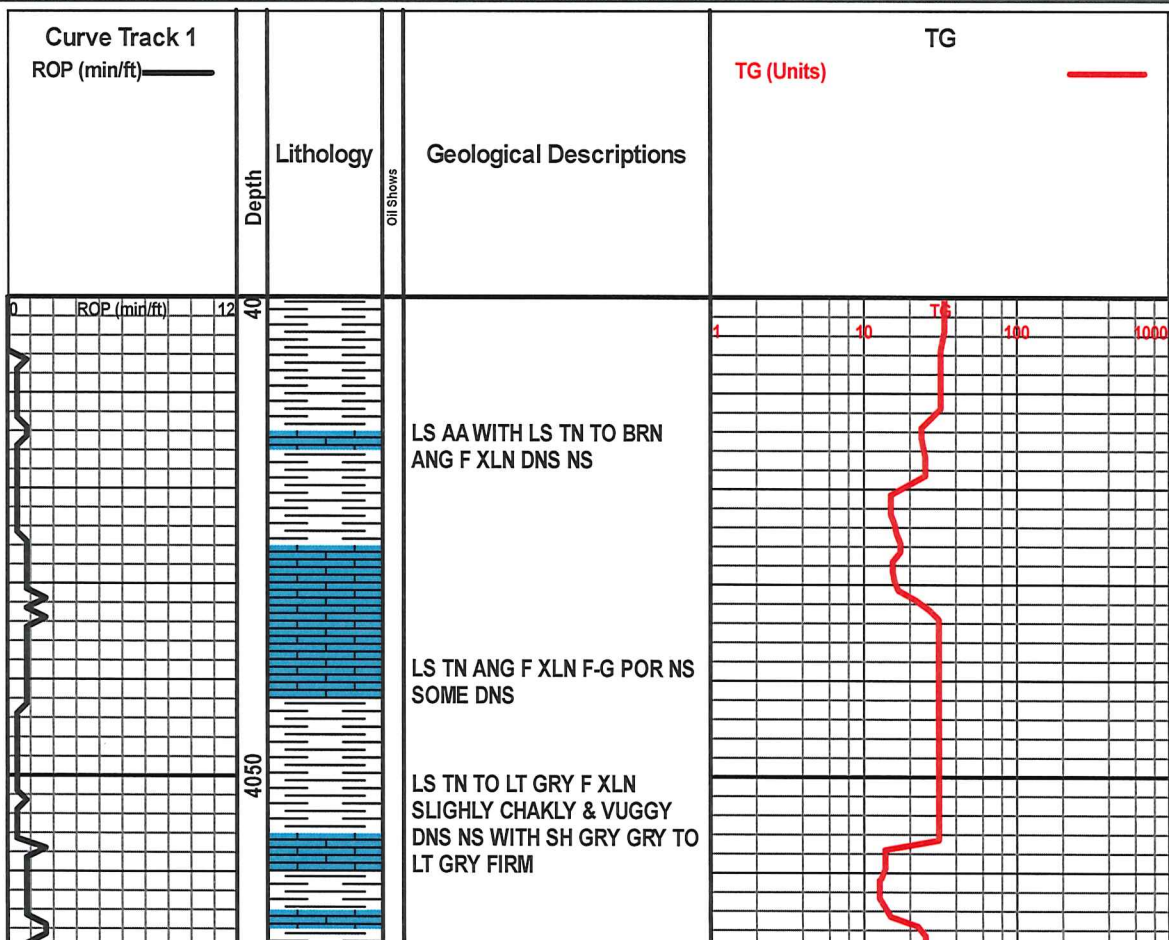 Curve Track 1
ROP (min/ft)
Depth
Lithology
Oil Shows
Geological Descriptions
TG
TG (Units)
0 ROP (min/ft) 12
40
TG
1 10 100 1000
LS AA WITH LS TN TO BRN
ANG F XLN DNS NS
LS TN ANG F XLN F-G POR NS
SOME DNS
4050
LS TN TO LT GRY F XLN
SLIGHLY CHAKLY & VUGGY
DNS NS WITH SH GRY GRY TO
LT GRY FIRM